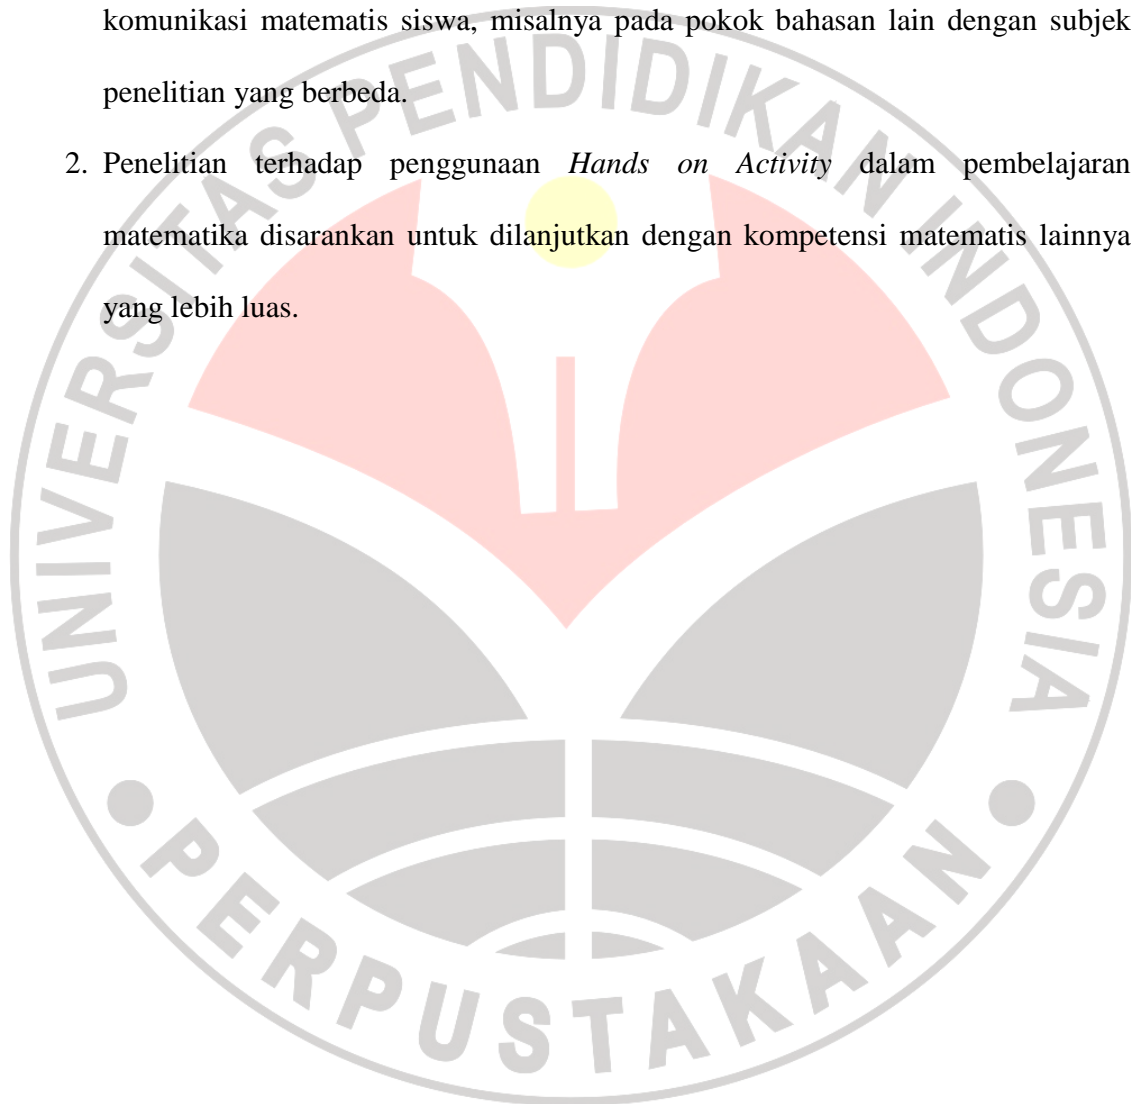 komunikasi matematis siswa, misalnya pada pokok bahasan lain dengan subjek
penelitian yang berbeda.
2. Penelitian terhadap penggunaan Hands on Activity dalam pembelajaran
matematika disarankan untuk dilanjutkan dengan kompetensi matematis lainnya
yang lebih luas.
UNIVERSITAS PENDIDIKAN INDONESIA
PERPUSTAKAAN